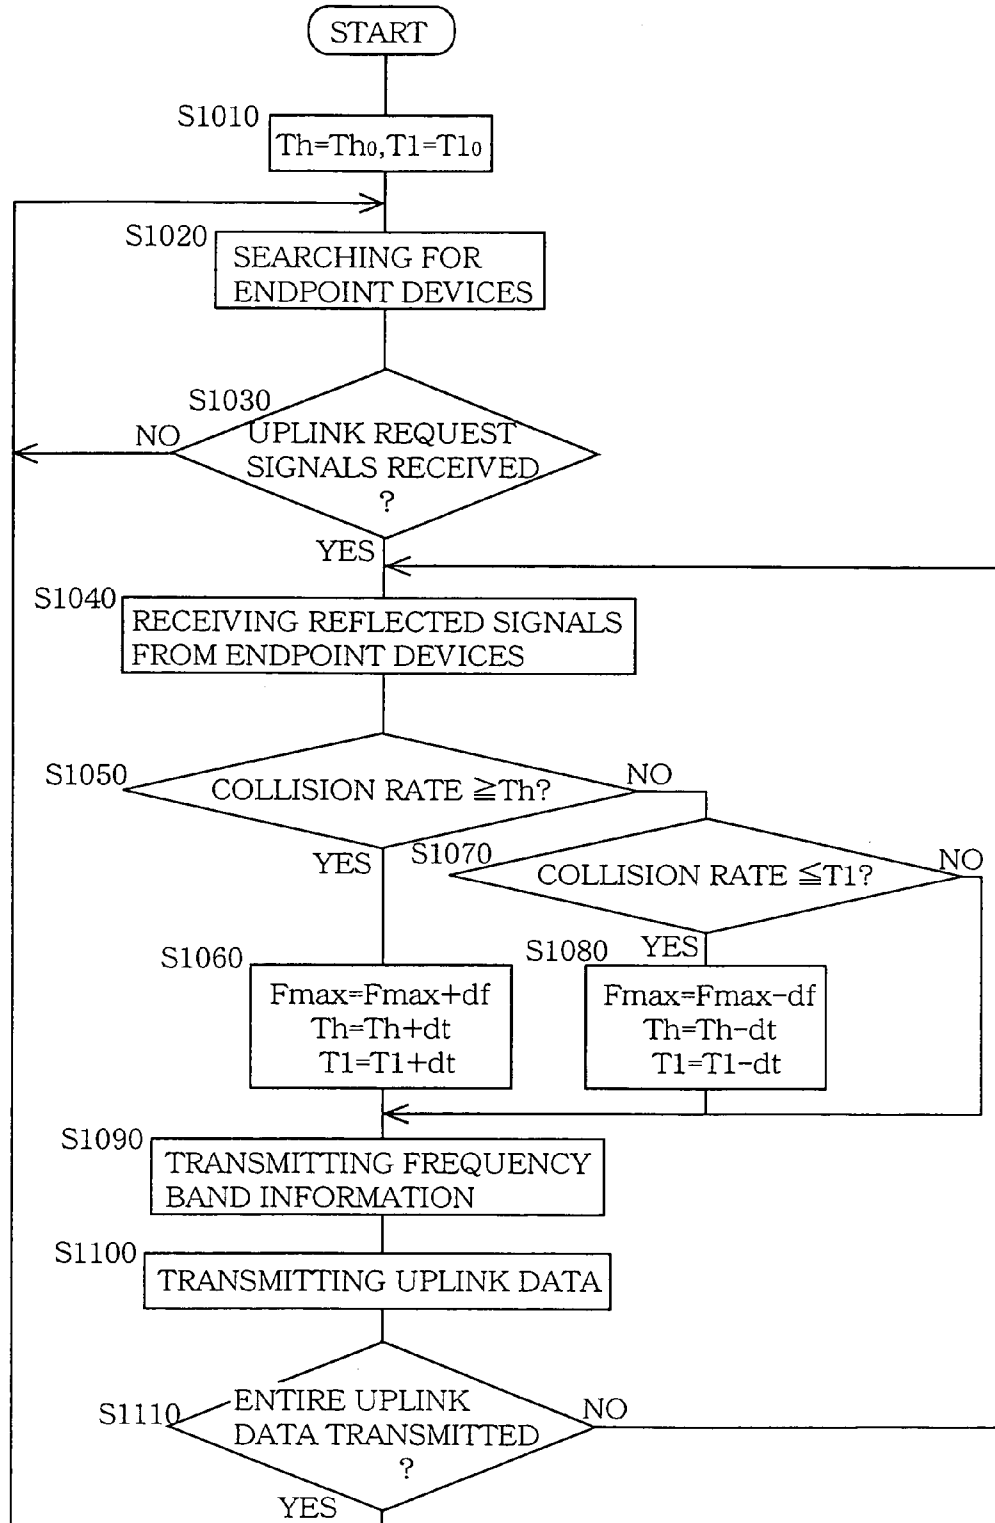 START
S1010
Th=Th0,T1=T10
S1020
SEARCHING FOR
ENDPOINT DEVICES
S1030
NO
UPLINK REQUEST
SIGNALS RECEIVED
?
YES
S1040
RECEIVING REFLECTED SIGNALS
FROM ENDPOINT DEVICES
S1050
COLLISION RATE ≧Th?
NO
YES
S1070
COLLISION RATE ≦T1?
NO
S1060
Fmax=Fmax+df
Th=Th+dt
T1=T1+dt
S1080
YES
Fmax=Fmax-df
Th=Th-dt
T1=T1-dt
S1090
TRANSMITTING FREQUENCY
BAND INFORMATION
S1100
TRANSMITTING UPLINK DATA
S1110
ENTIRE UPLINK
DATA TRANSMITTED
?
NO
YES